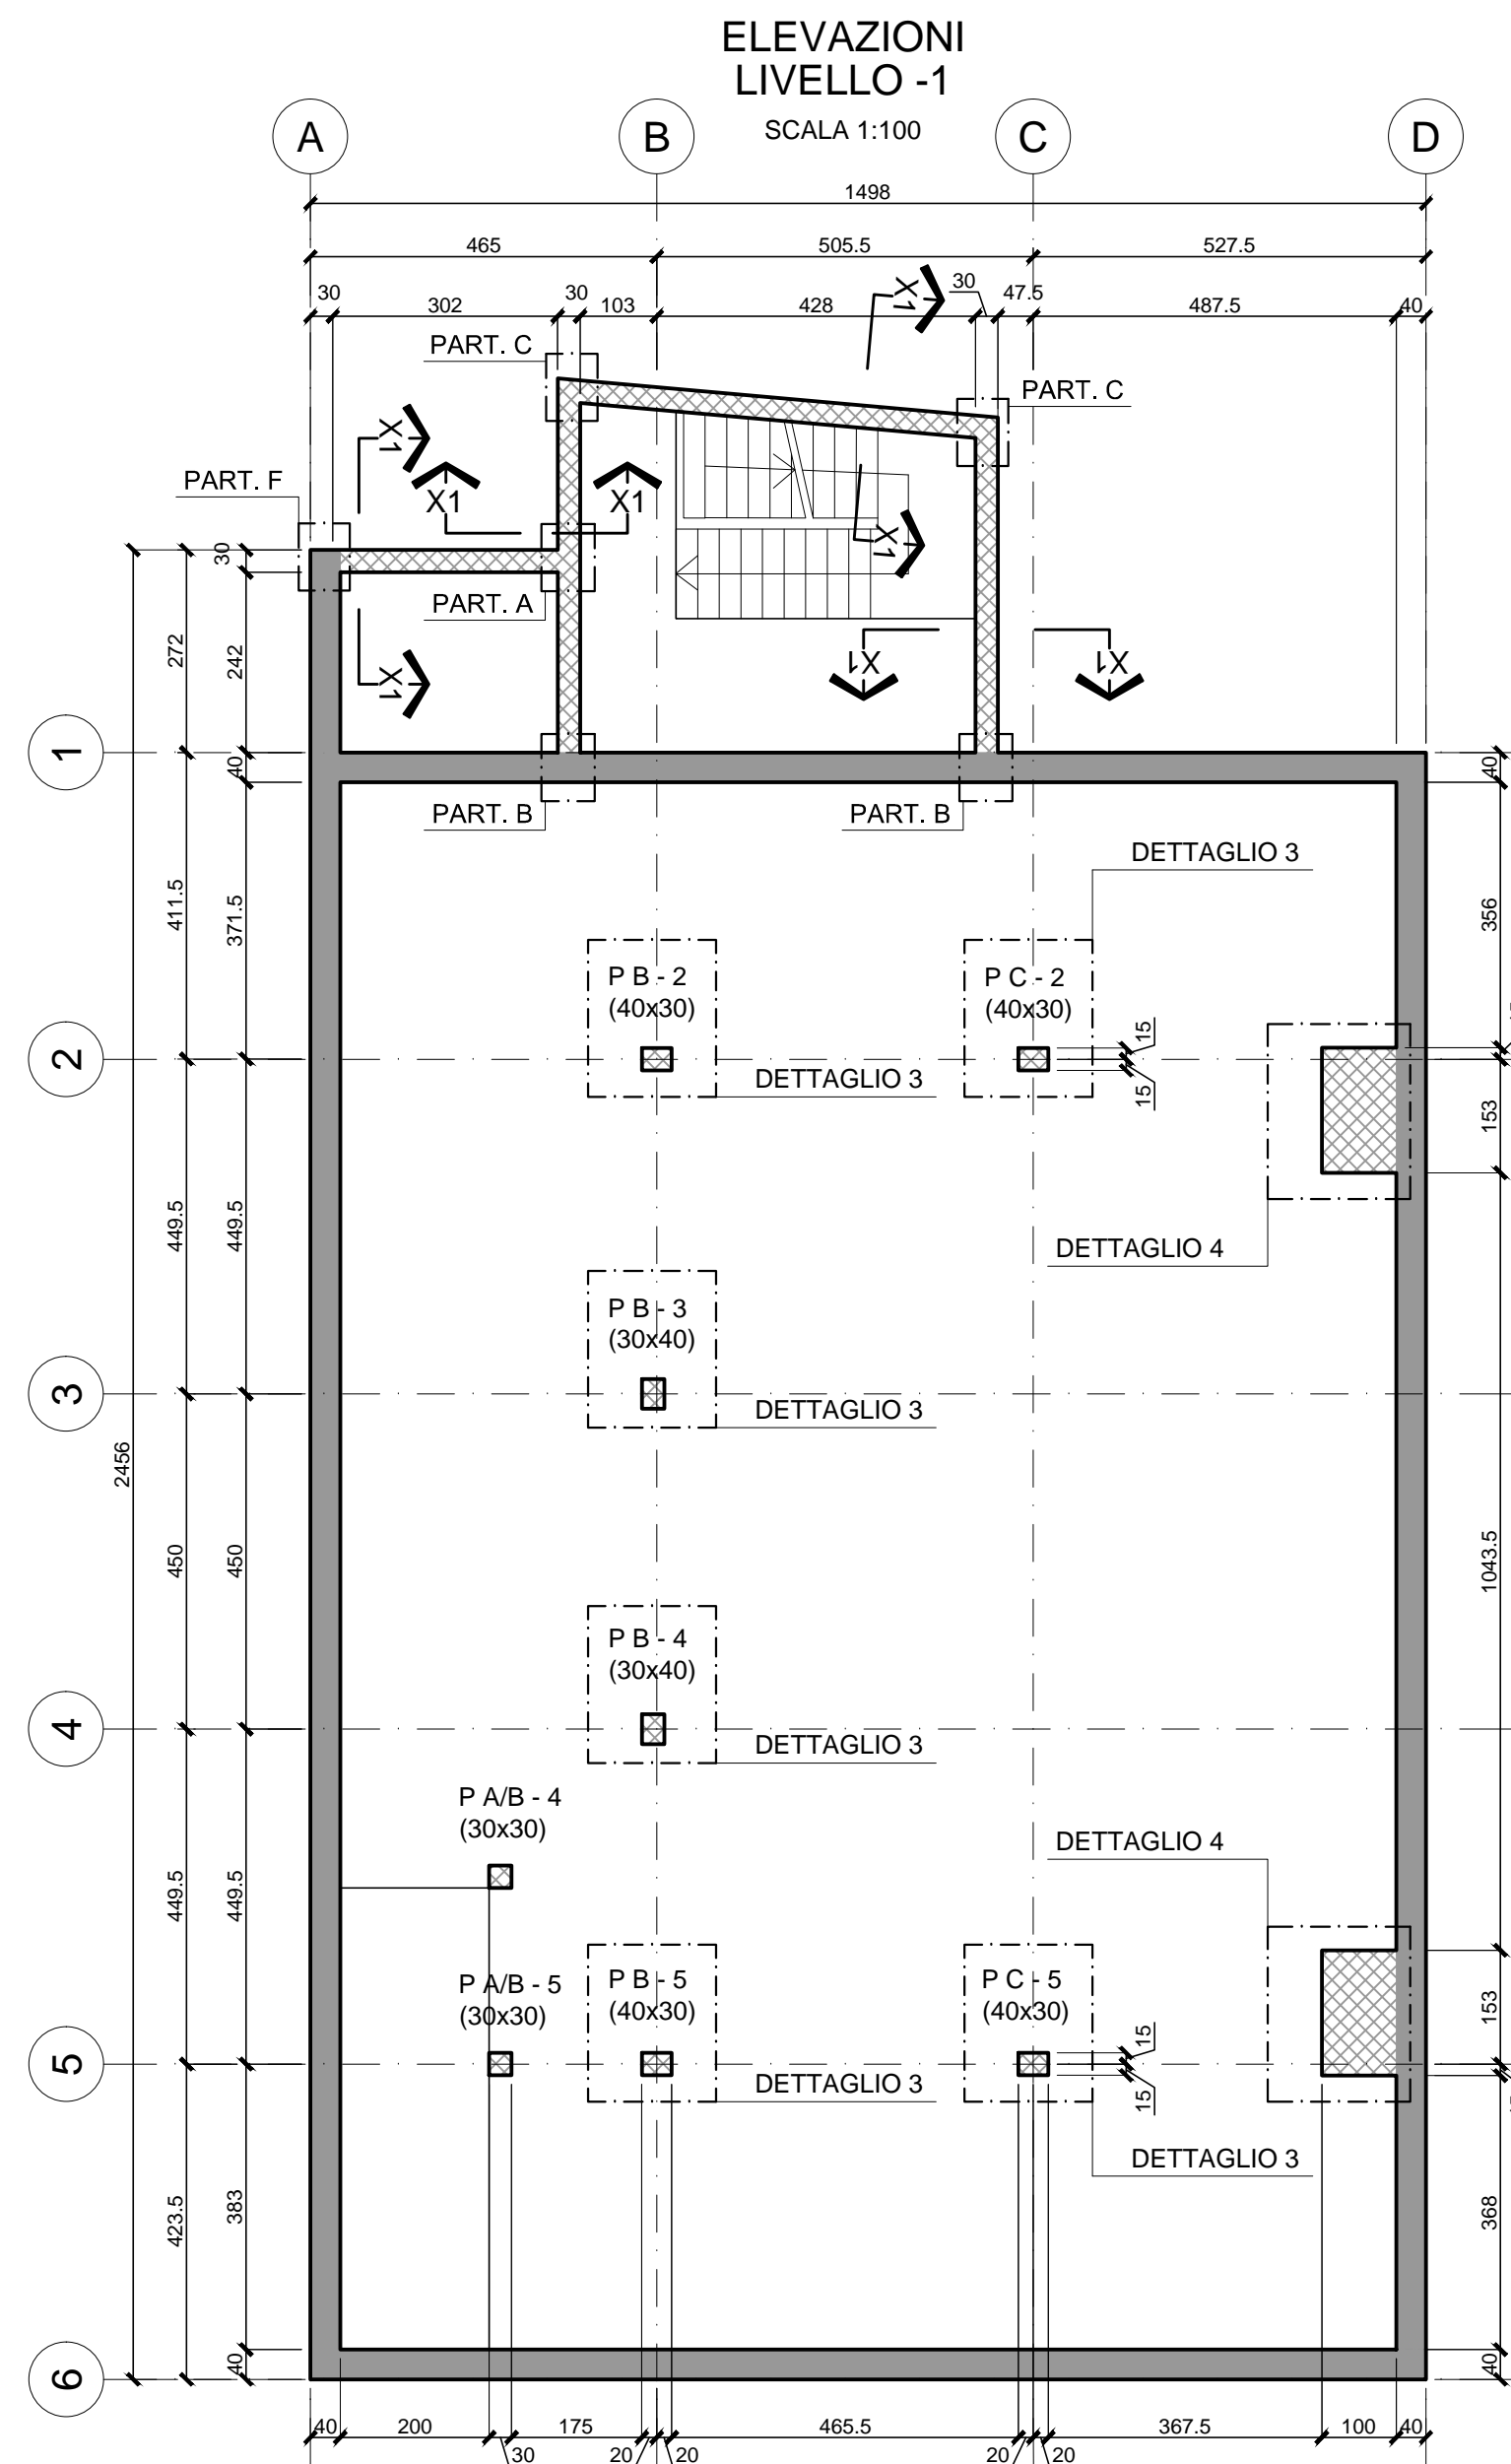 ELEVAZIONI
LIVELLO -1
SCALA 1:100
A
B
C
D
1498
465
505.5
527.5
30
302
30
103
428
30
47.5
487.5
40
PART. C
X1
PART. C
X1
X1
X1
PART. F
X1
30
PART. A
272
242
X1
X1
X1
1
40
40
PART. B
PART. B
DETTAGLIO 3
411.5
371.5
356
P B - 2
(40x30)
P C - 2
(40x30)
15
2
DETTAGLIO 3
15
153
449.5
449.5
DETTAGLIO 4
P B - 3
(30x40)
3
DETTAGLIO 3
2456
450
450
1043.5
P B - 4
(30x40)
4
DETTAGLIO 3
P A/B - 4
(30x30)
DETTAGLIO 4
449.5
449.5
P A/B - 5
(30x30)
P B - 5
(40x30)
P C - 5
(40x30)
153
15
5
DETTAGLIO 3
15
DETTAGLIO 3
423.5
383
368
6
40
40
40
200
175
465.5
367.5
100
40
30
20
20
20
20